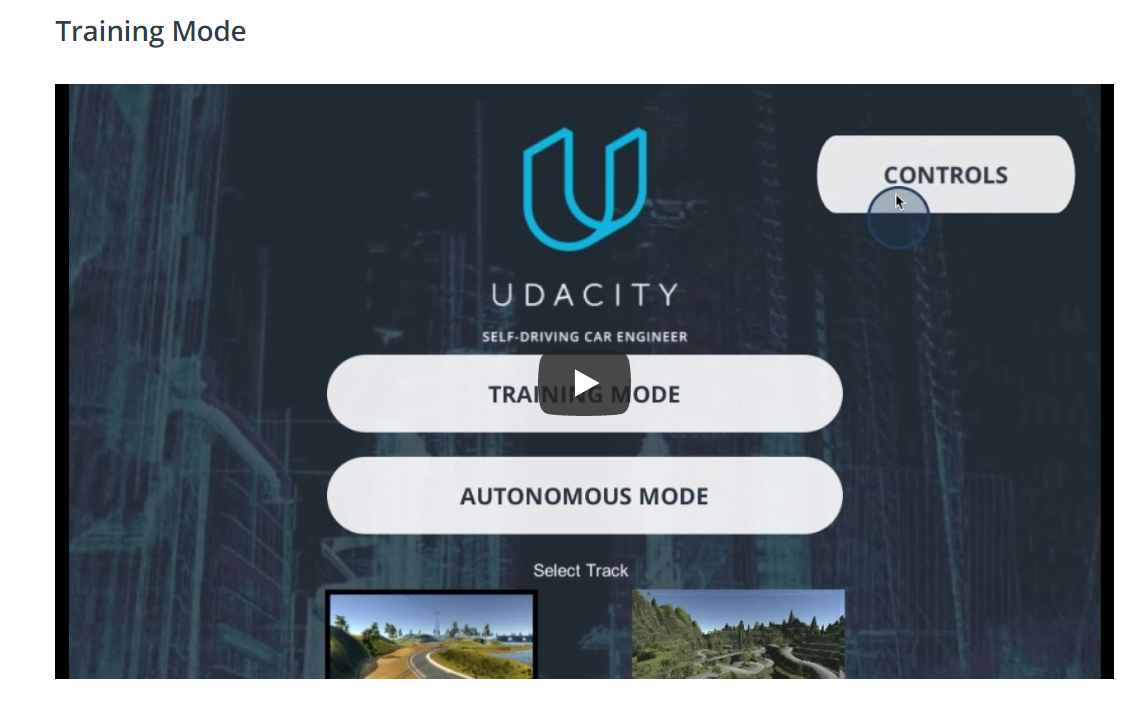 Training Mode
CONTROLS
UDACITY
SELF-DRIVING CAR ENGINEER
TRAINING MODE
AUTONOMOUS MODE
Select Track